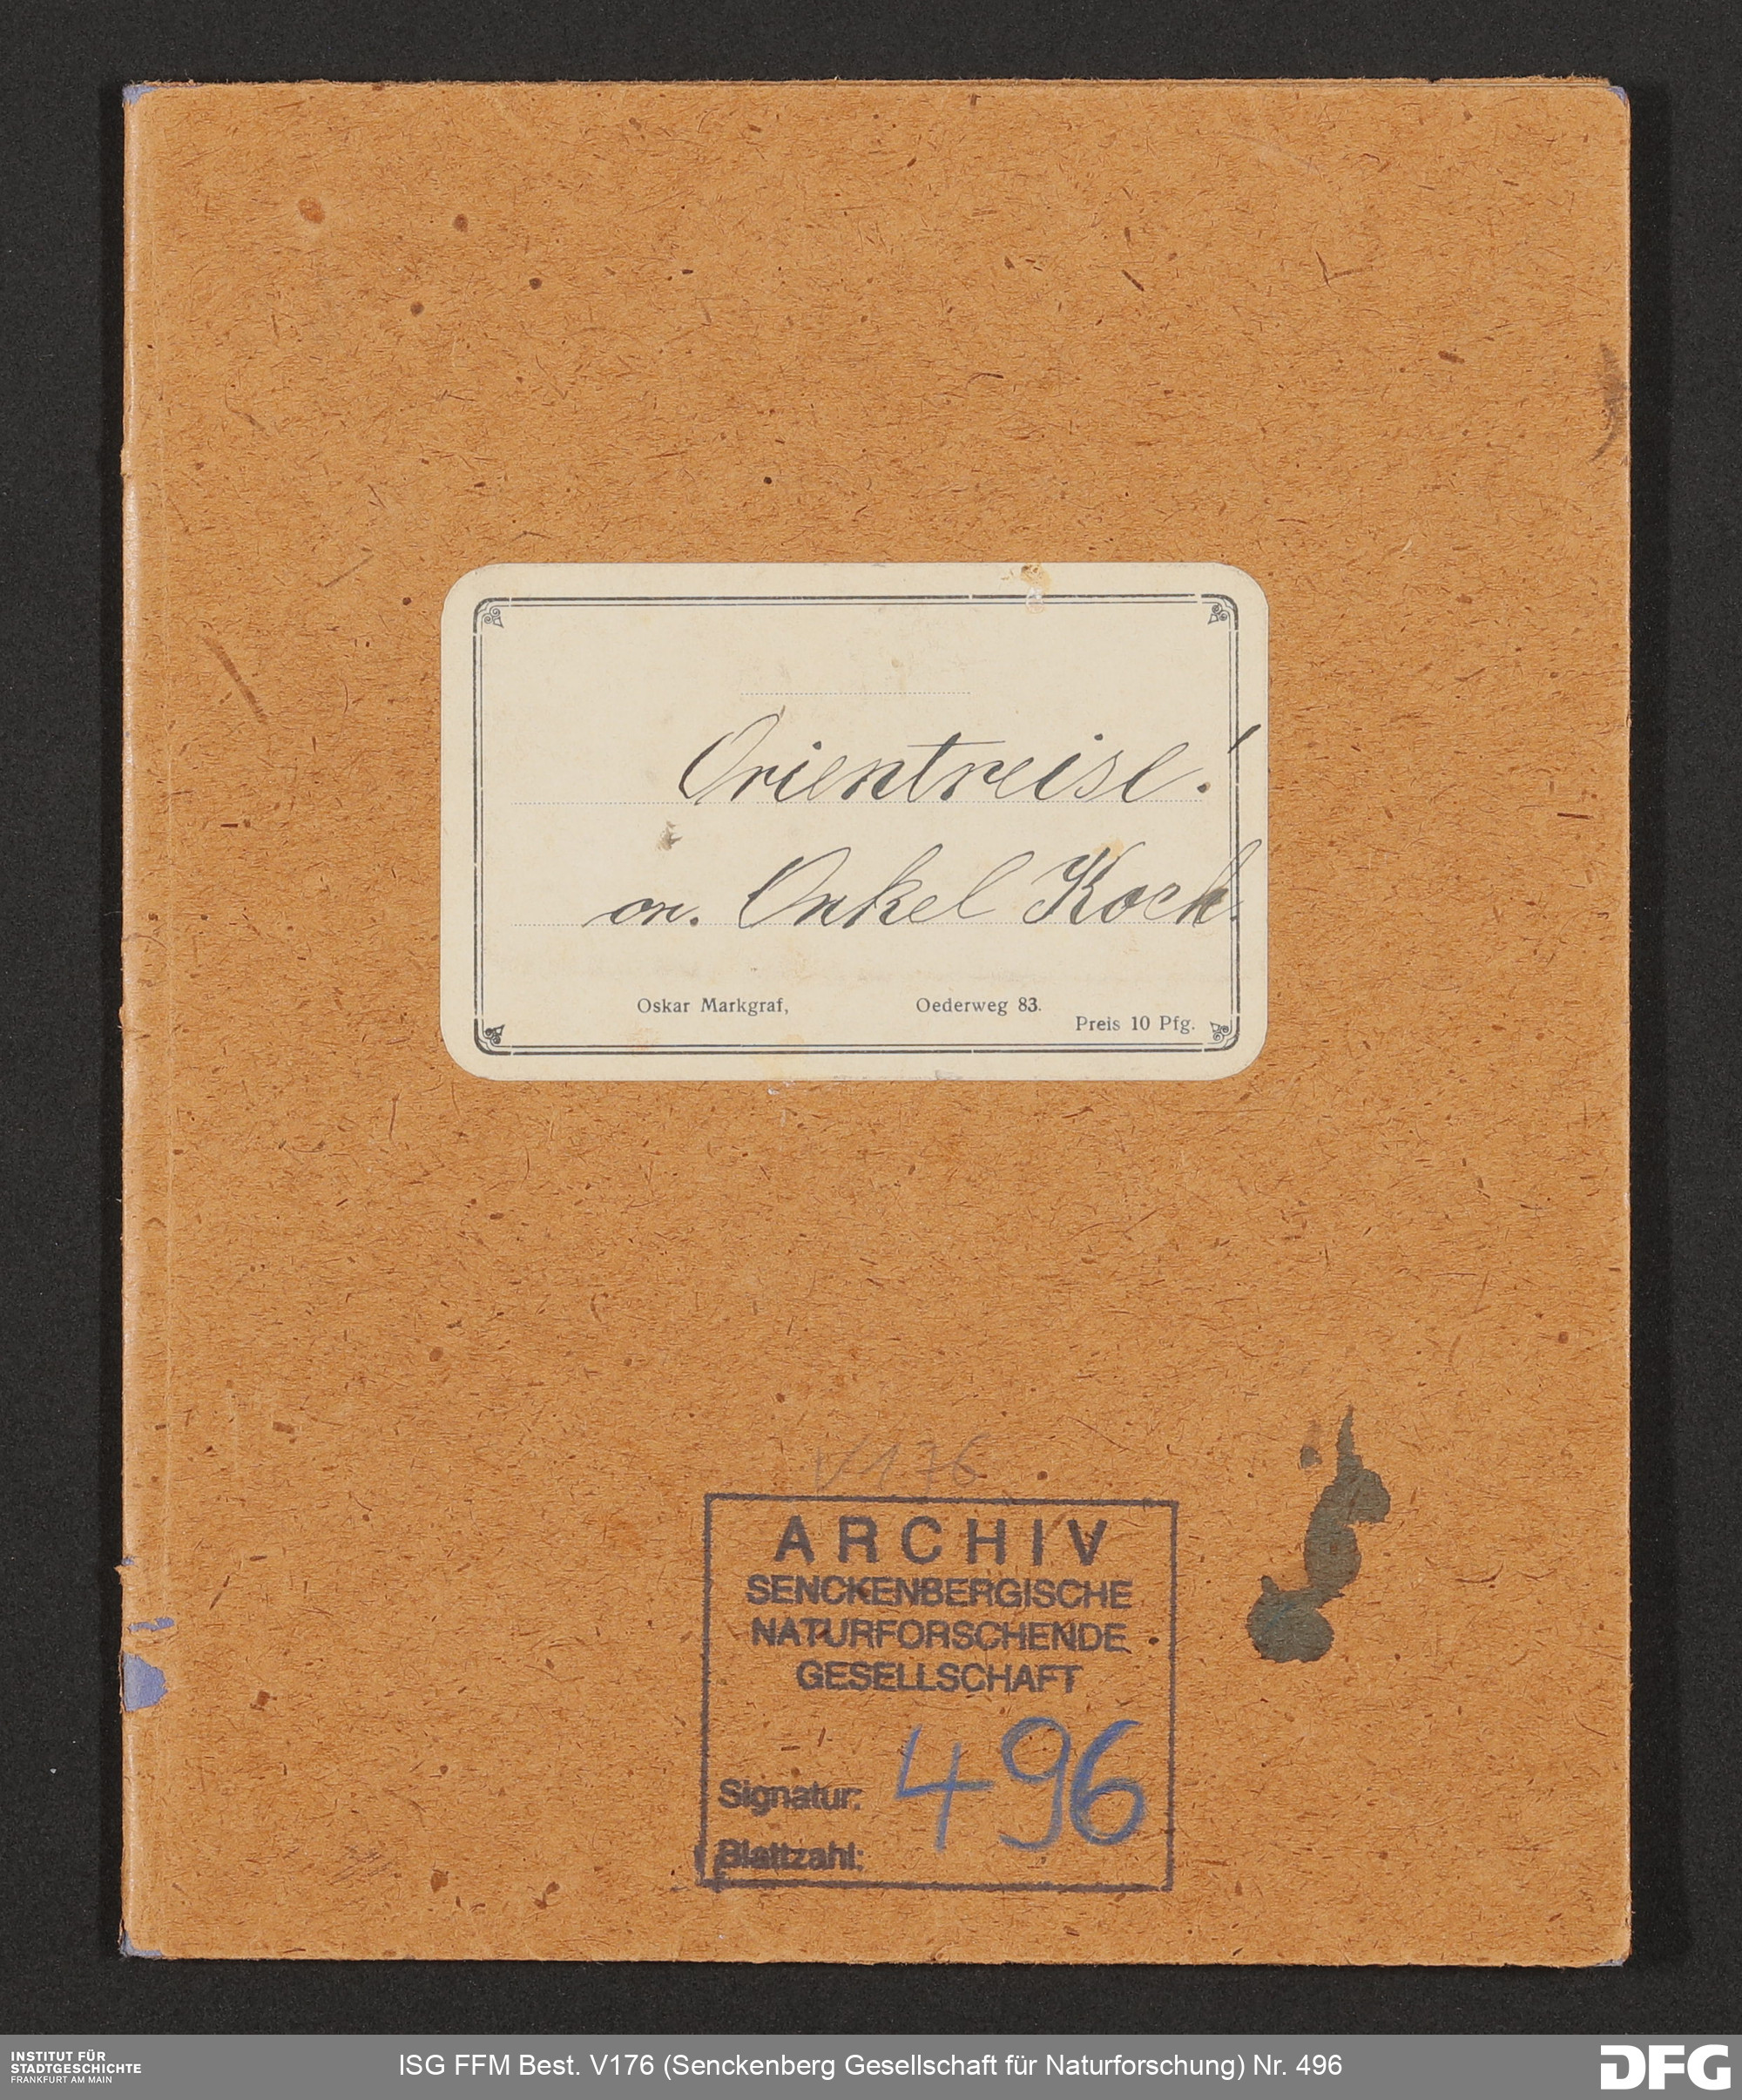 Orientreise!
m. Onkel Koch.
Oskar Markgraf, Oederweg 83.
Preis 10 Pfg.
V176
ARCHIV
SENCKENBERGISCHE
NATURFORSCHENDE
GESELLSCHAFT
Signatur: 496
Blattzahl:
INSTITUT FÜR
STADTGESCHICHTE
FRANKFURT AM MAIN
ISG FFM Best. V176 (Senckenberg Gesellschaft für Naturforschung) Nr. 496
DFG